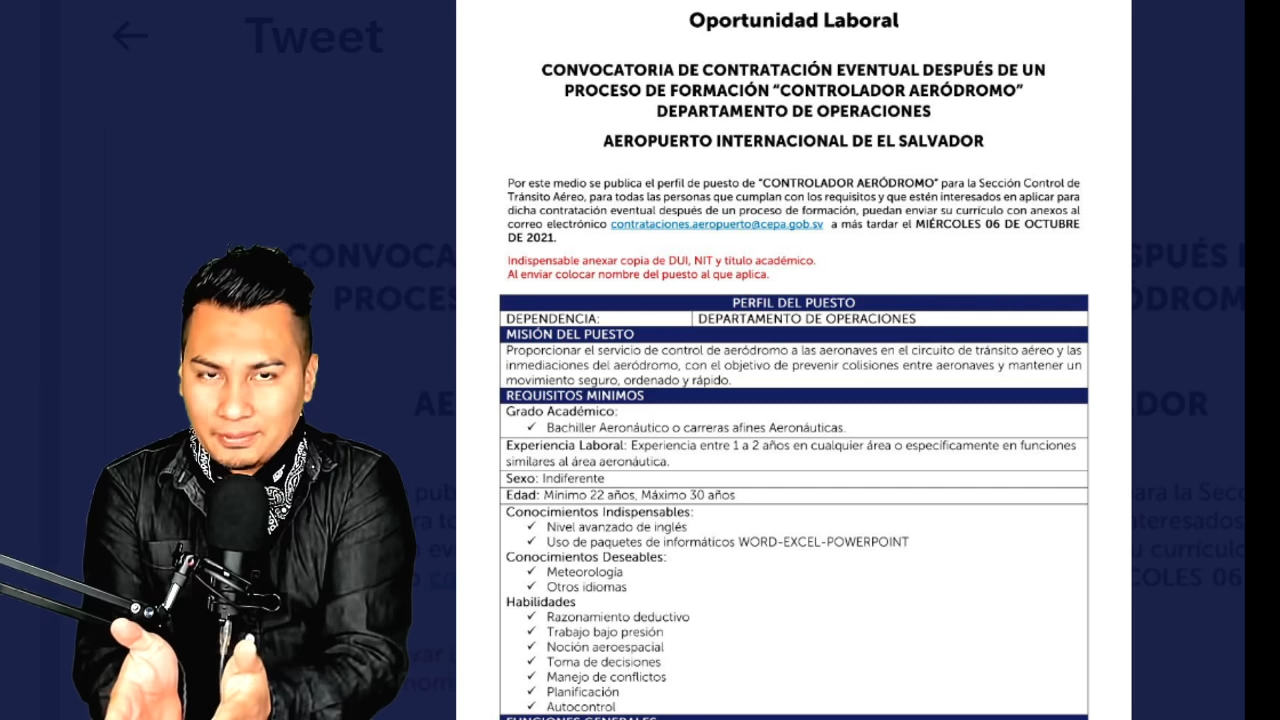 Tweet
Oportunidad Laboral
CONVOCATORIA DE CONTRATACIÓN EVENTUAL DESPUÉS DE UN
PROCESO DE FORMACIÓN “CONTROLADOR AERÓDROMO”
DEPARTAMENTO DE OPERACIONES
AEROPUERTO INTERNACIONAL DE EL SALVADOR
Por este medio se publica el perfil de puesto de “CONTROLADOR AERÓDROMO” para la Sección Control de
Tránsito Aéreo, para todas las personas que cumplan con los requisitos y que estén interesados en aplicar para
dicha contratación eventual después de un proceso de formación, puedan enviar su currículo con anexos al
correo electrónico contrataciones.aeropuerto@cepa.gob.sv a más tardar el MIÉRCOLES 06 DE OCTUBRE
DE 2021.
Indispensable anexar copia de DUI, NIT y título académico.
Al enviar colocar nombre del puesto al que aplica.
PERFIL DEL PUESTO
DEPENDENCIA: DEPARTAMENTO DE OPERACIONES
MISIÓN DEL PUESTO
Proporcionar el servicio de control de aeródromo a las aeronaves en el circuito de tránsito aéreo y las
inmediaciones del aeródromo, con el objetivo de prevenir colisiones entre aeronaves y mantener un
movimiento seguro, ordenado y rápido.
REQUISITOS MINIMOS
Grado Académico:
✓ Bachiller Aeronáutico o carreras afines Aeronáuticas.
Experiencia Laboral: Experiencia entre 1 a 2 años en cualquier área o específicamente en funciones
similares al área aeronáutica.
Sexo: Indiferente
Edad: Mínimo 22 años, Máximo 30 años
Conocimientos Indispensables:
✓ Nivel avanzado de inglés
✓ Uso de paquetes de informáticos WORD-EXCEL-POWERPOINT
Conocimientos Deseables:
✓ Meteorología
✓ Otros idiomas
Habilidades
✓ Razonamiento deductivo
✓ Trabajo bajo presión
✓ Noción aeroespacial
✓ Toma de decisiones
✓ Manejo de conflictos
✓ Planificación
✓ Autocontrol
FUNCIONES GENERALES